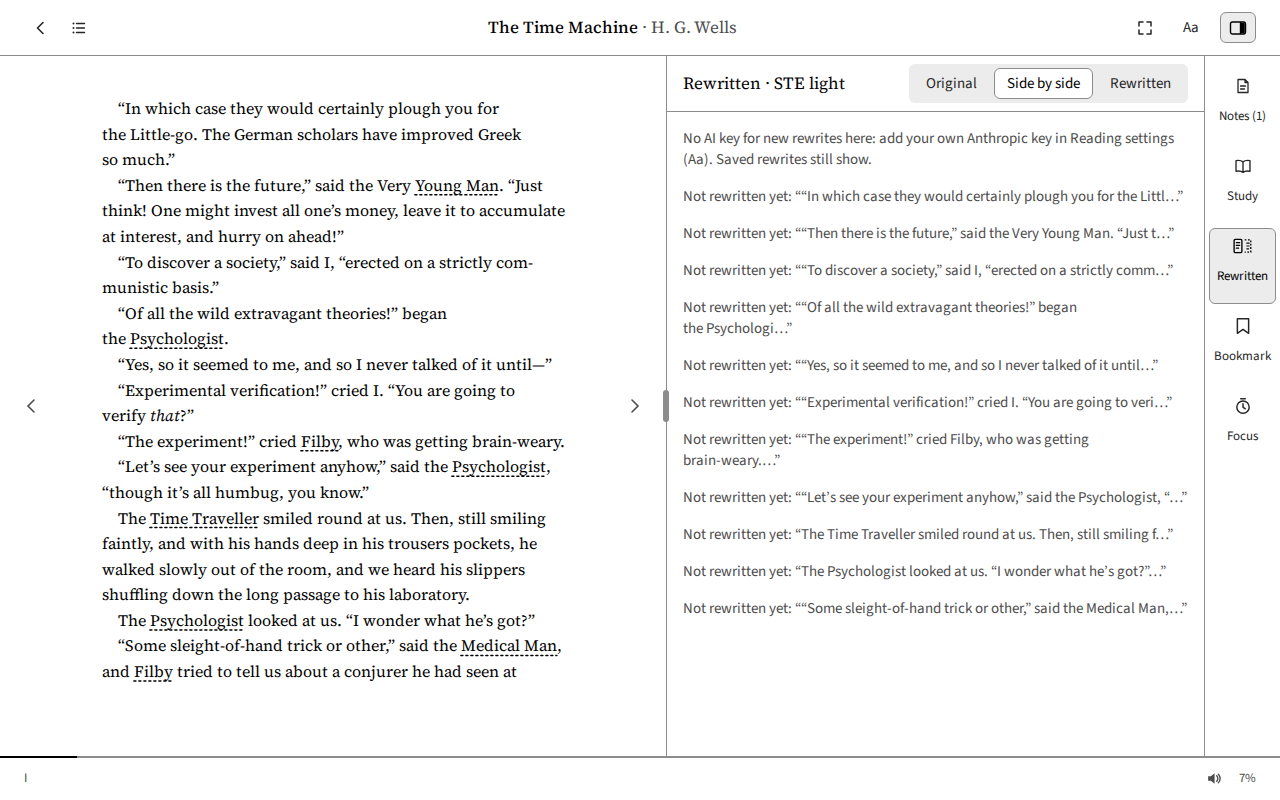 The Time Machine · H. G. Wells
Aa
“In which case they would certainly plough you for
the Little-go. The German scholars have improved Greek
so much.”
“Then there is the future,” said the Very Young Man. “Just
think! One might invest all one’s money, leave it to accumulate
at interest, and hurry on ahead!”
“To discover a society,” said I, “erected on a strictly com-
munistic basis.”
“Of all the wild extravagant theories!” began
the Psychologist.
“Yes, so it seemed to me, and so I never talked of it until—”
“Experimental verification!” cried I. “You are going to
verify that?”
“The experiment!” cried Filby, who was getting brain-weary.
“Let’s see your experiment anyhow,” said the Psychologist,
“though it’s all humbug, you know.”
The Time Traveller smiled round at us. Then, still smiling
faintly, and with his hands deep in his trousers pockets, he
walked slowly out of the room, and we heard his slippers
shuffling down the long passage to his laboratory.
The Psychologist looked at us. “I wonder what he’s got?”
“Some sleight-of-hand trick or other,” said the Medical Man,
and Filby tried to tell us about a conjurer he had seen at
Rewritten · STE light
Original
Side by side
Rewritten
No AI key for new rewrites here: add your own Anthropic key in Reading settings
(Aa). Saved rewrites still show.
Not rewritten yet: ““In which case they would certainly plough you for the Littl…”
Not rewritten yet: ““Then there is the future,” said the Very Young Man. “Just t…”
Not rewritten yet: ““To discover a society,” said I, “erected on a strictly comm…”
Not rewritten yet: ““Of all the wild extravagant theories!” began
the Psychologi…”
Not rewritten yet: ““Yes, so it seemed to me, and so I never talked of it until…”
Not rewritten yet: ““Experimental verification!” cried I. “You are going to veri…”
Not rewritten yet: ““The experiment!” cried Filby, who was getting
brain-weary.…”
Not rewritten yet: ““Let’s see your experiment anyhow,” said the Psychologist, “…”
Not rewritten yet: “The Time Traveller smiled round at us. Then, still smiling f…”
Not rewritten yet: “The Psychologist looked at us. “I wonder what he’s got?”…”
Not rewritten yet: ““Some sleight-of-hand trick or other,” said the Medical Man,…”
Notes (1)
Study
Rewritten
Bookmark
Focus
I
7%